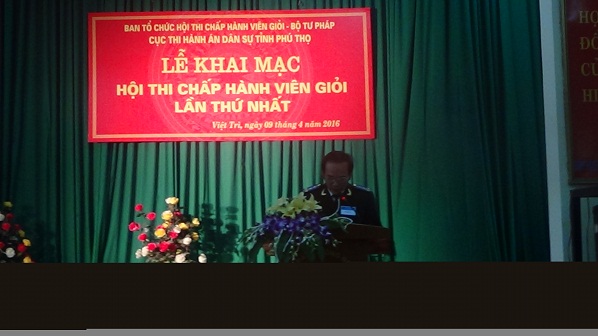 BAN TỔ CHỨC HỘI THI CHẤP HÀNH VIÊN GIỎI - BỘ TƯ PHÁP
CỤC THI HÀNH ÁN DÂN SỰ TỈNH PHÚ THỌ
LỄ KHAI MẠC
HỘI THI CHẤP HÀNH VIÊN GIỎI
LẦN THỨ NHẤT
Việt Trì, ngày 09 tháng 4 năm 2016